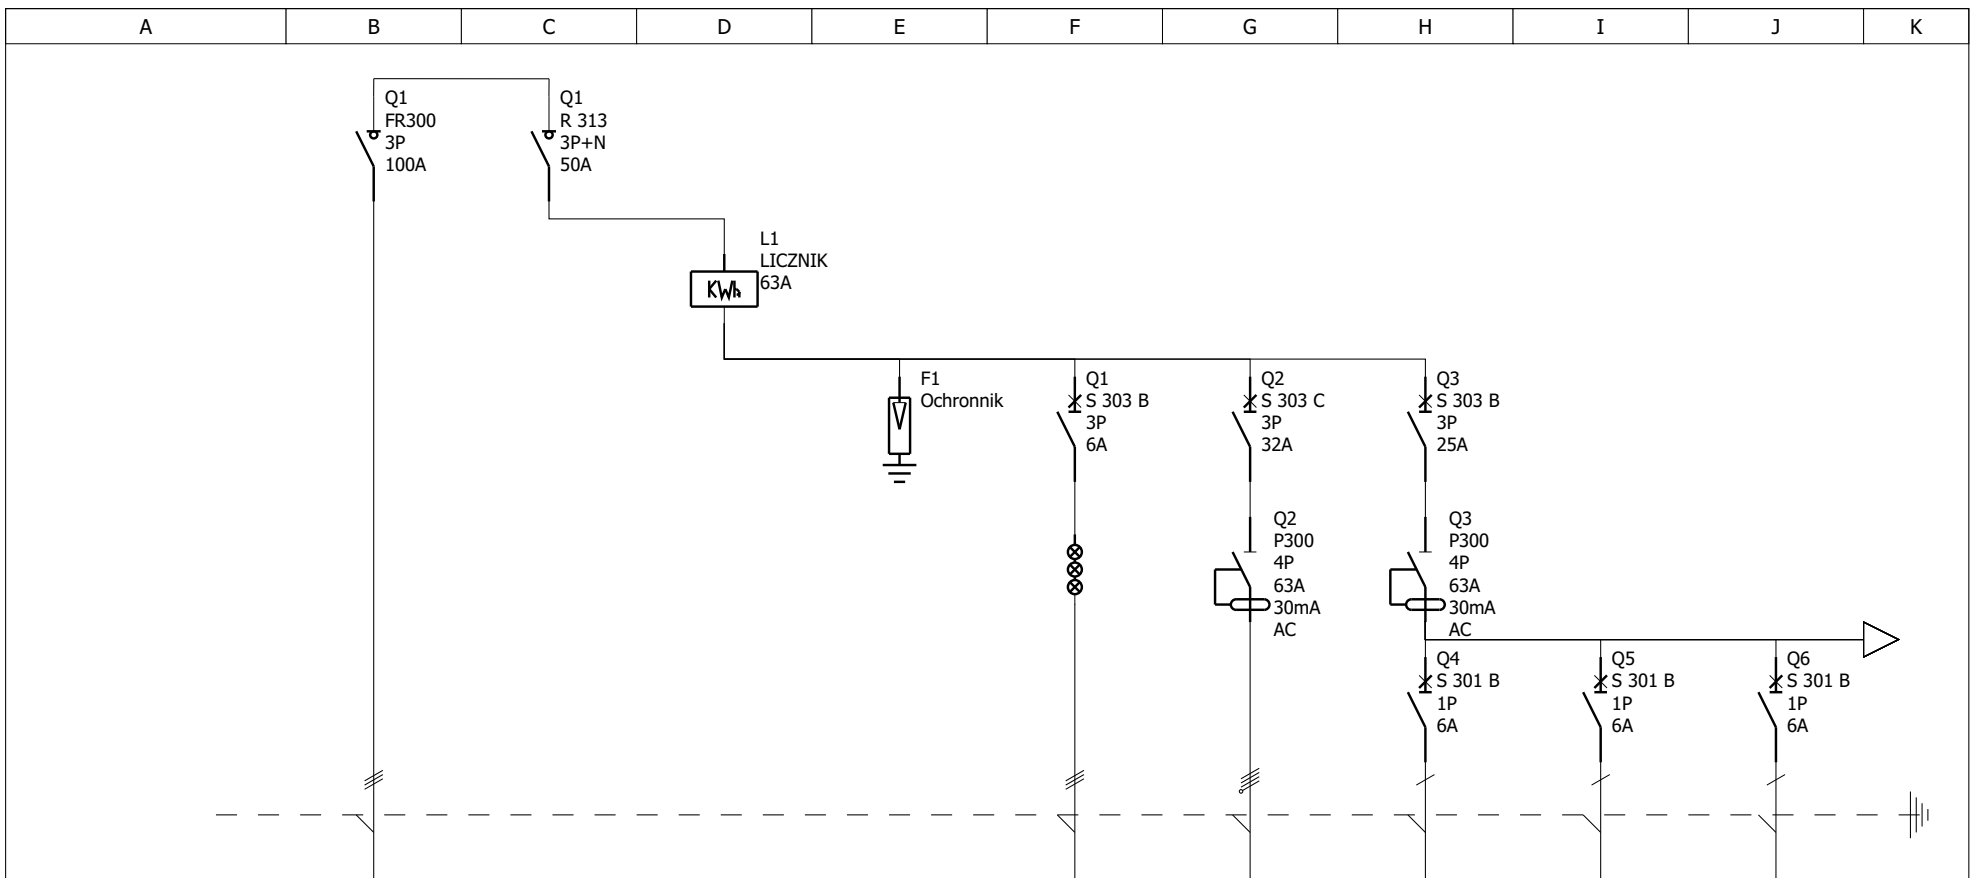 A B C D E F G H I J K
Q1
FR300
3P
100A
Q1
R 313
3P+N
50A
L1
LICZNIK
63A
KWh
F1
Ochronnik
Q1
S 303 B
3P
6A
Q2
S 303 C
3P
32A
Q3
S 303 B
3P
25A
Q2
P300
4P
63A
30mA
AC
Q3
P300
4P
63A
30mA
AC
Q4
S 301 B
1P
6A
Q5
S 301 B
1P
6A
Q6
S 301 B
1P
6A